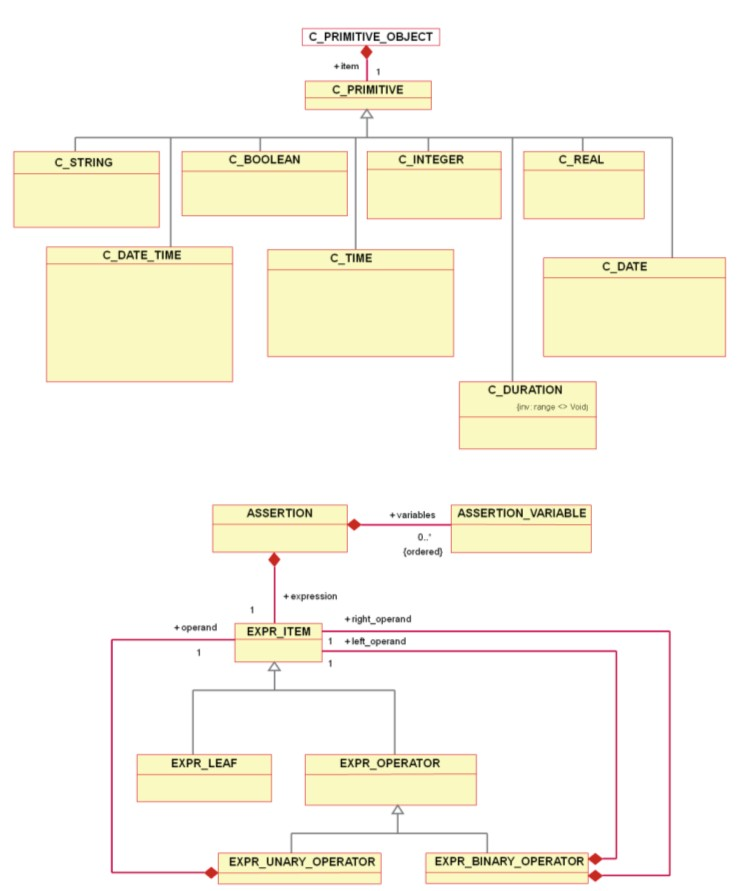 C_PRIMITIVE_OBJECT
+item
1
C_PRIMITIVE
C_STRING
C_BOOLEAN
C_INTEGER
C_REAL
C_DATE_TIME
C_TIME
C_DATE
C_DURATION
{inv: range <> Void}
ASSERTION
+variables
ASSERTION_VARIABLE
0..*
{ordered}
+expression
1
+operand
EXPR_ITEM
+right_operand
1
1
+left_operand
1
EXPR_LEAF
EXPR_OPERATOR
EXPR_UNARY_OPERATOR
EXPR_BINARY_OPERATOR